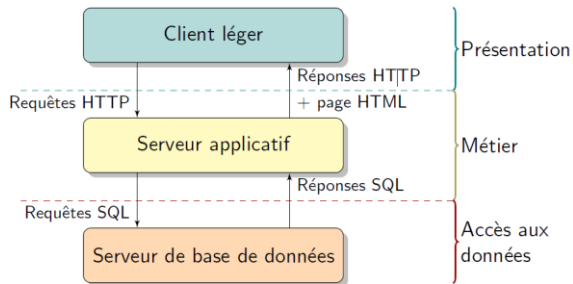 Client léger
Présentation
Réponses HTTP
Requêtes HTTP
+ page HTML
Serveur applicatif
Métier
Réponses SQL
Requêtes SQL
Accès aux
données
Serveur de base de données